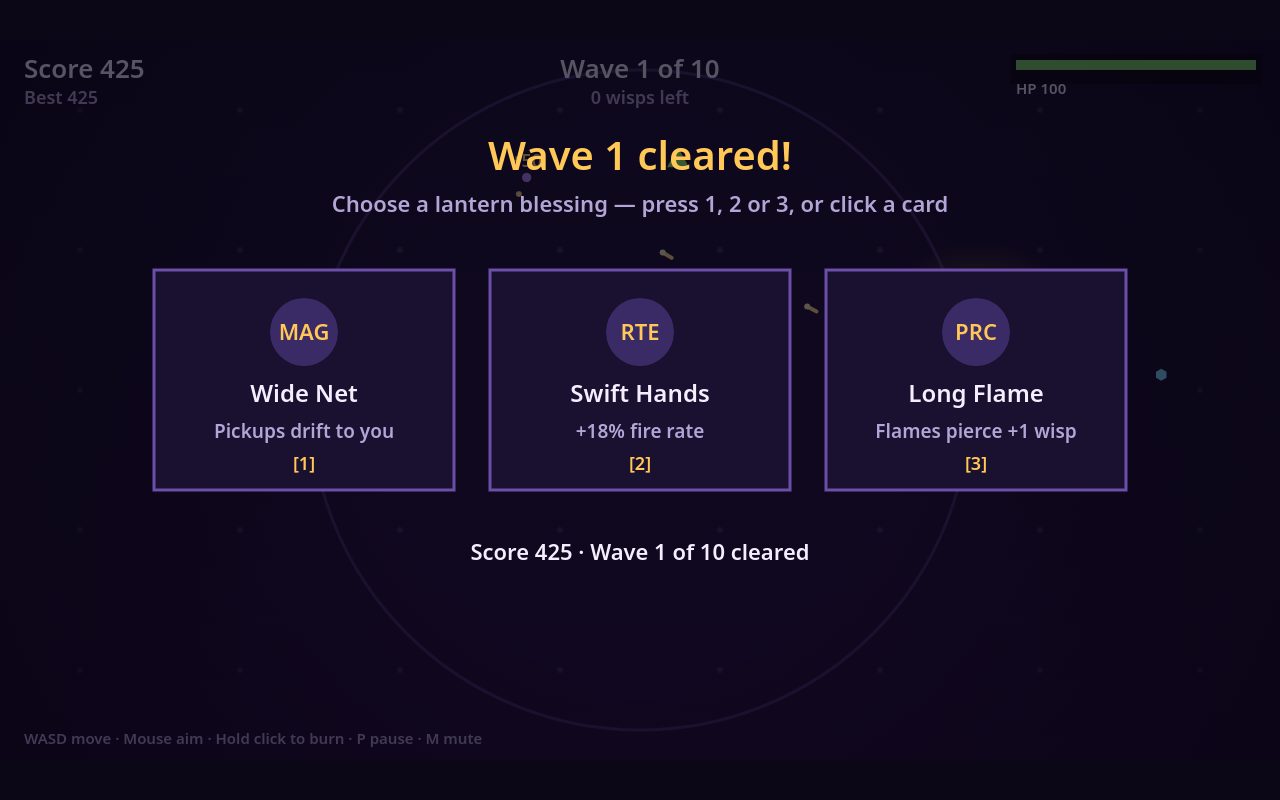 Score 425
Best 425
Wave 1 of 10
0 wisps left
HP 100
Wave 1 cleared!
Choose a lantern blessing — press 1, 2 or 3, or click a card
MAG
Wide Net
Pickups drift to you
[1]
RTE
Swift Hands
+18% fire rate
[2]
PRC
Long Flame
Flames pierce +1 wisp
[3]
Score 425 · Wave 1 of 10 cleared
WASD move · Mouse aim · Hold click to burn · P pause · M mute